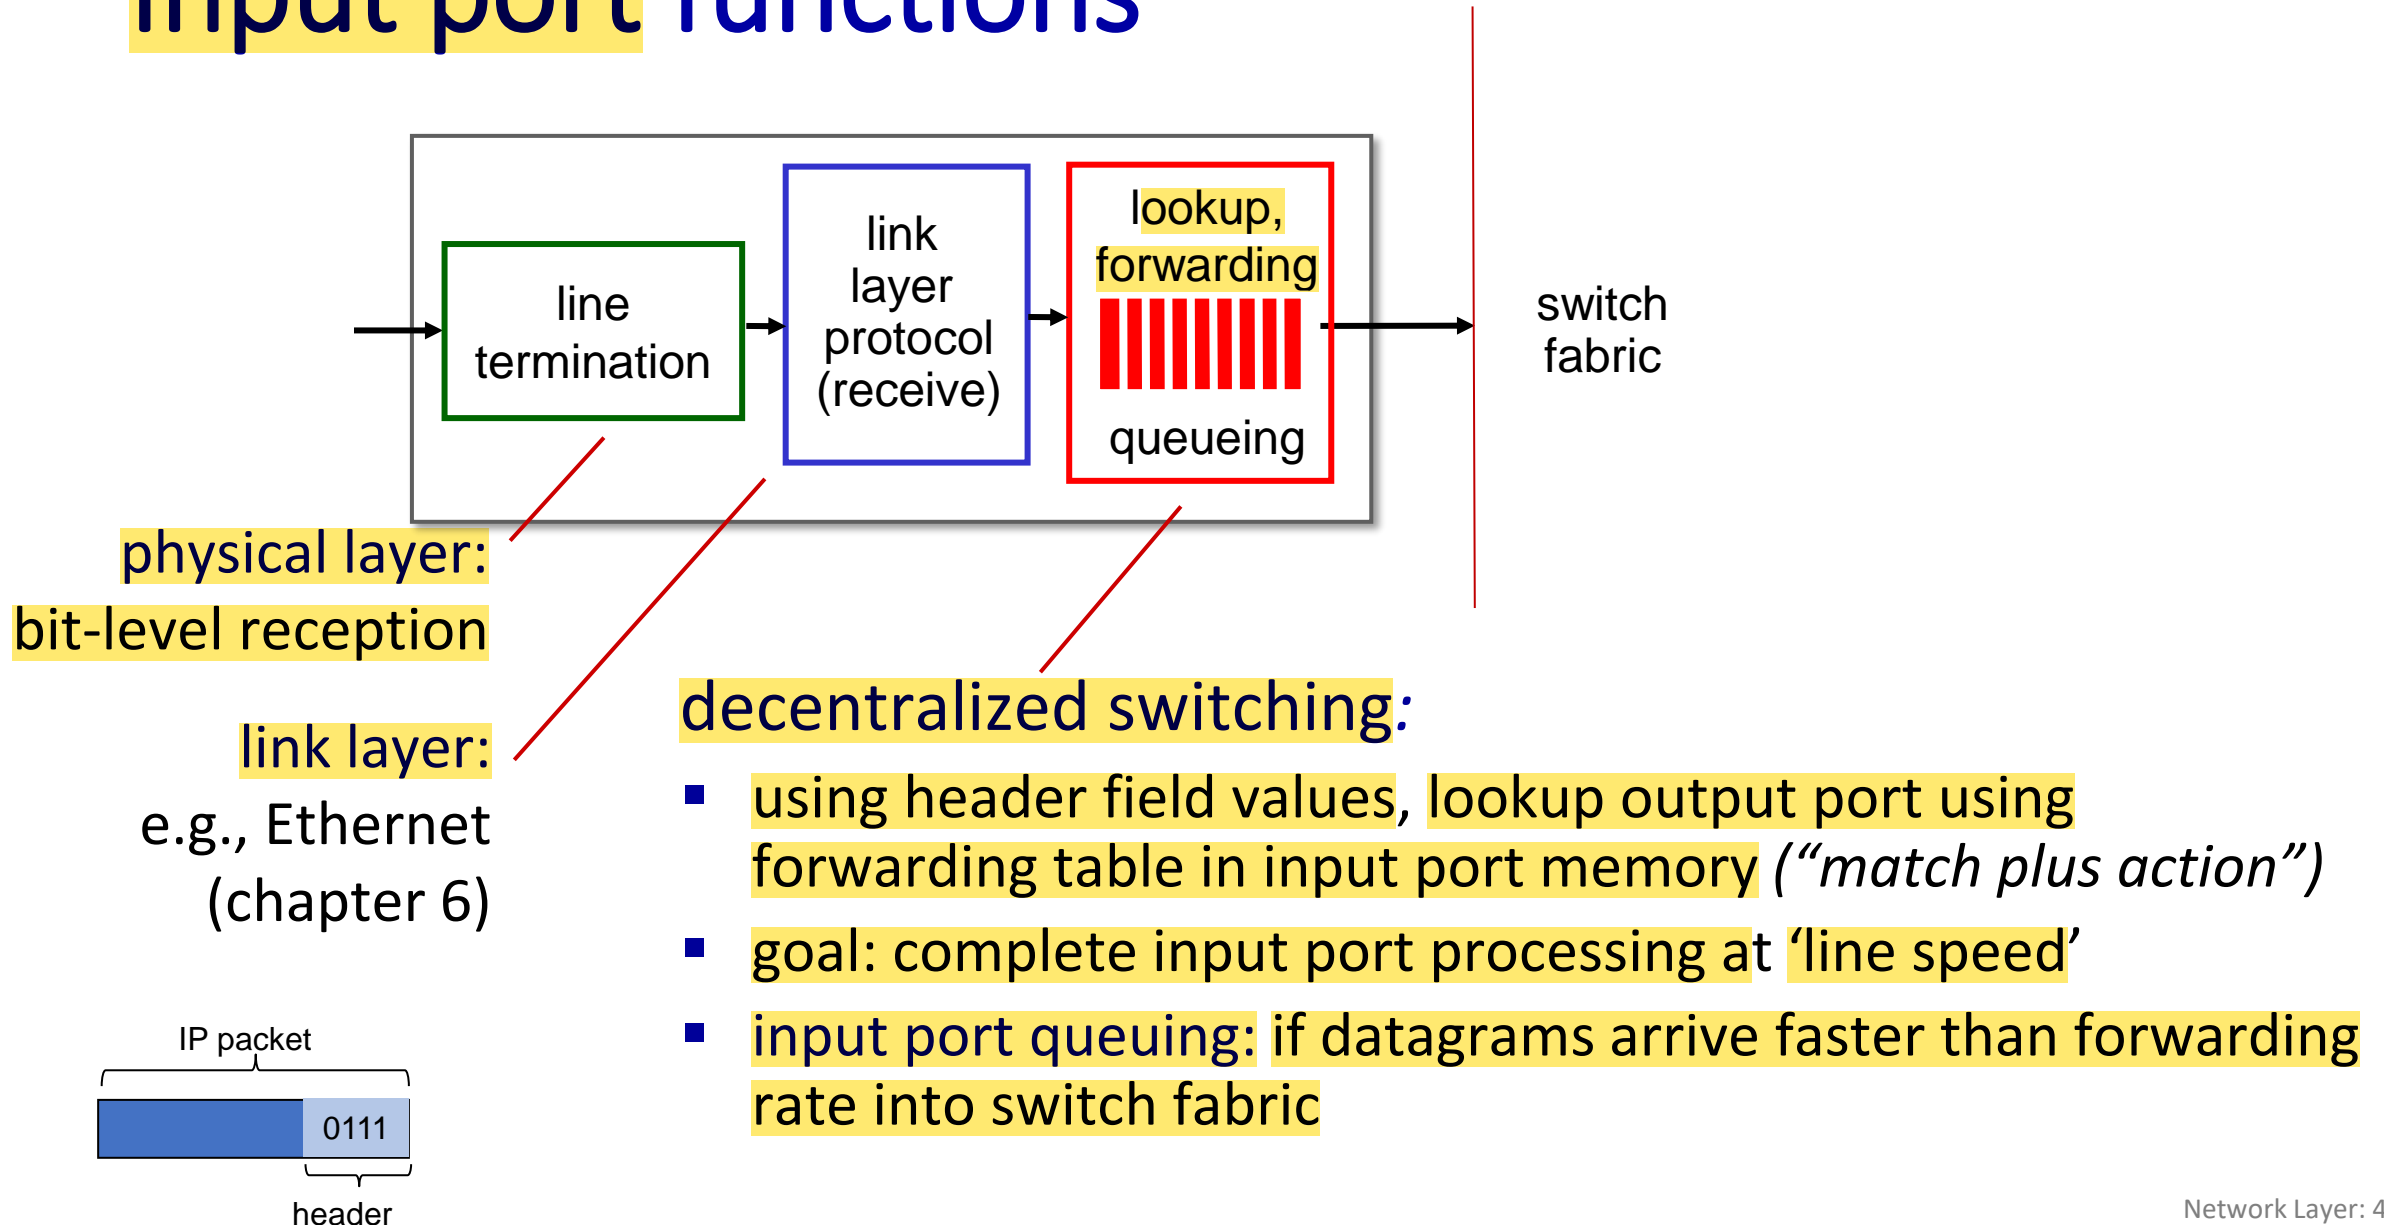 input port functions
line
termination
link
layer
protocol
(receive)
lookup,
forwarding
queueing
switch
fabric
physical layer:
bit-level reception
link layer:
e.g., Ethernet
(chapter 6)
decentralized switching:
using header field values, lookup output port using
forwarding table in input port memory (“match plus action”)
goal: complete input port processing at ‘line speed’
input port queuing: if datagrams arrive faster than forwarding
rate into switch fabric
IP packet
0111
header
Network Layer: 4